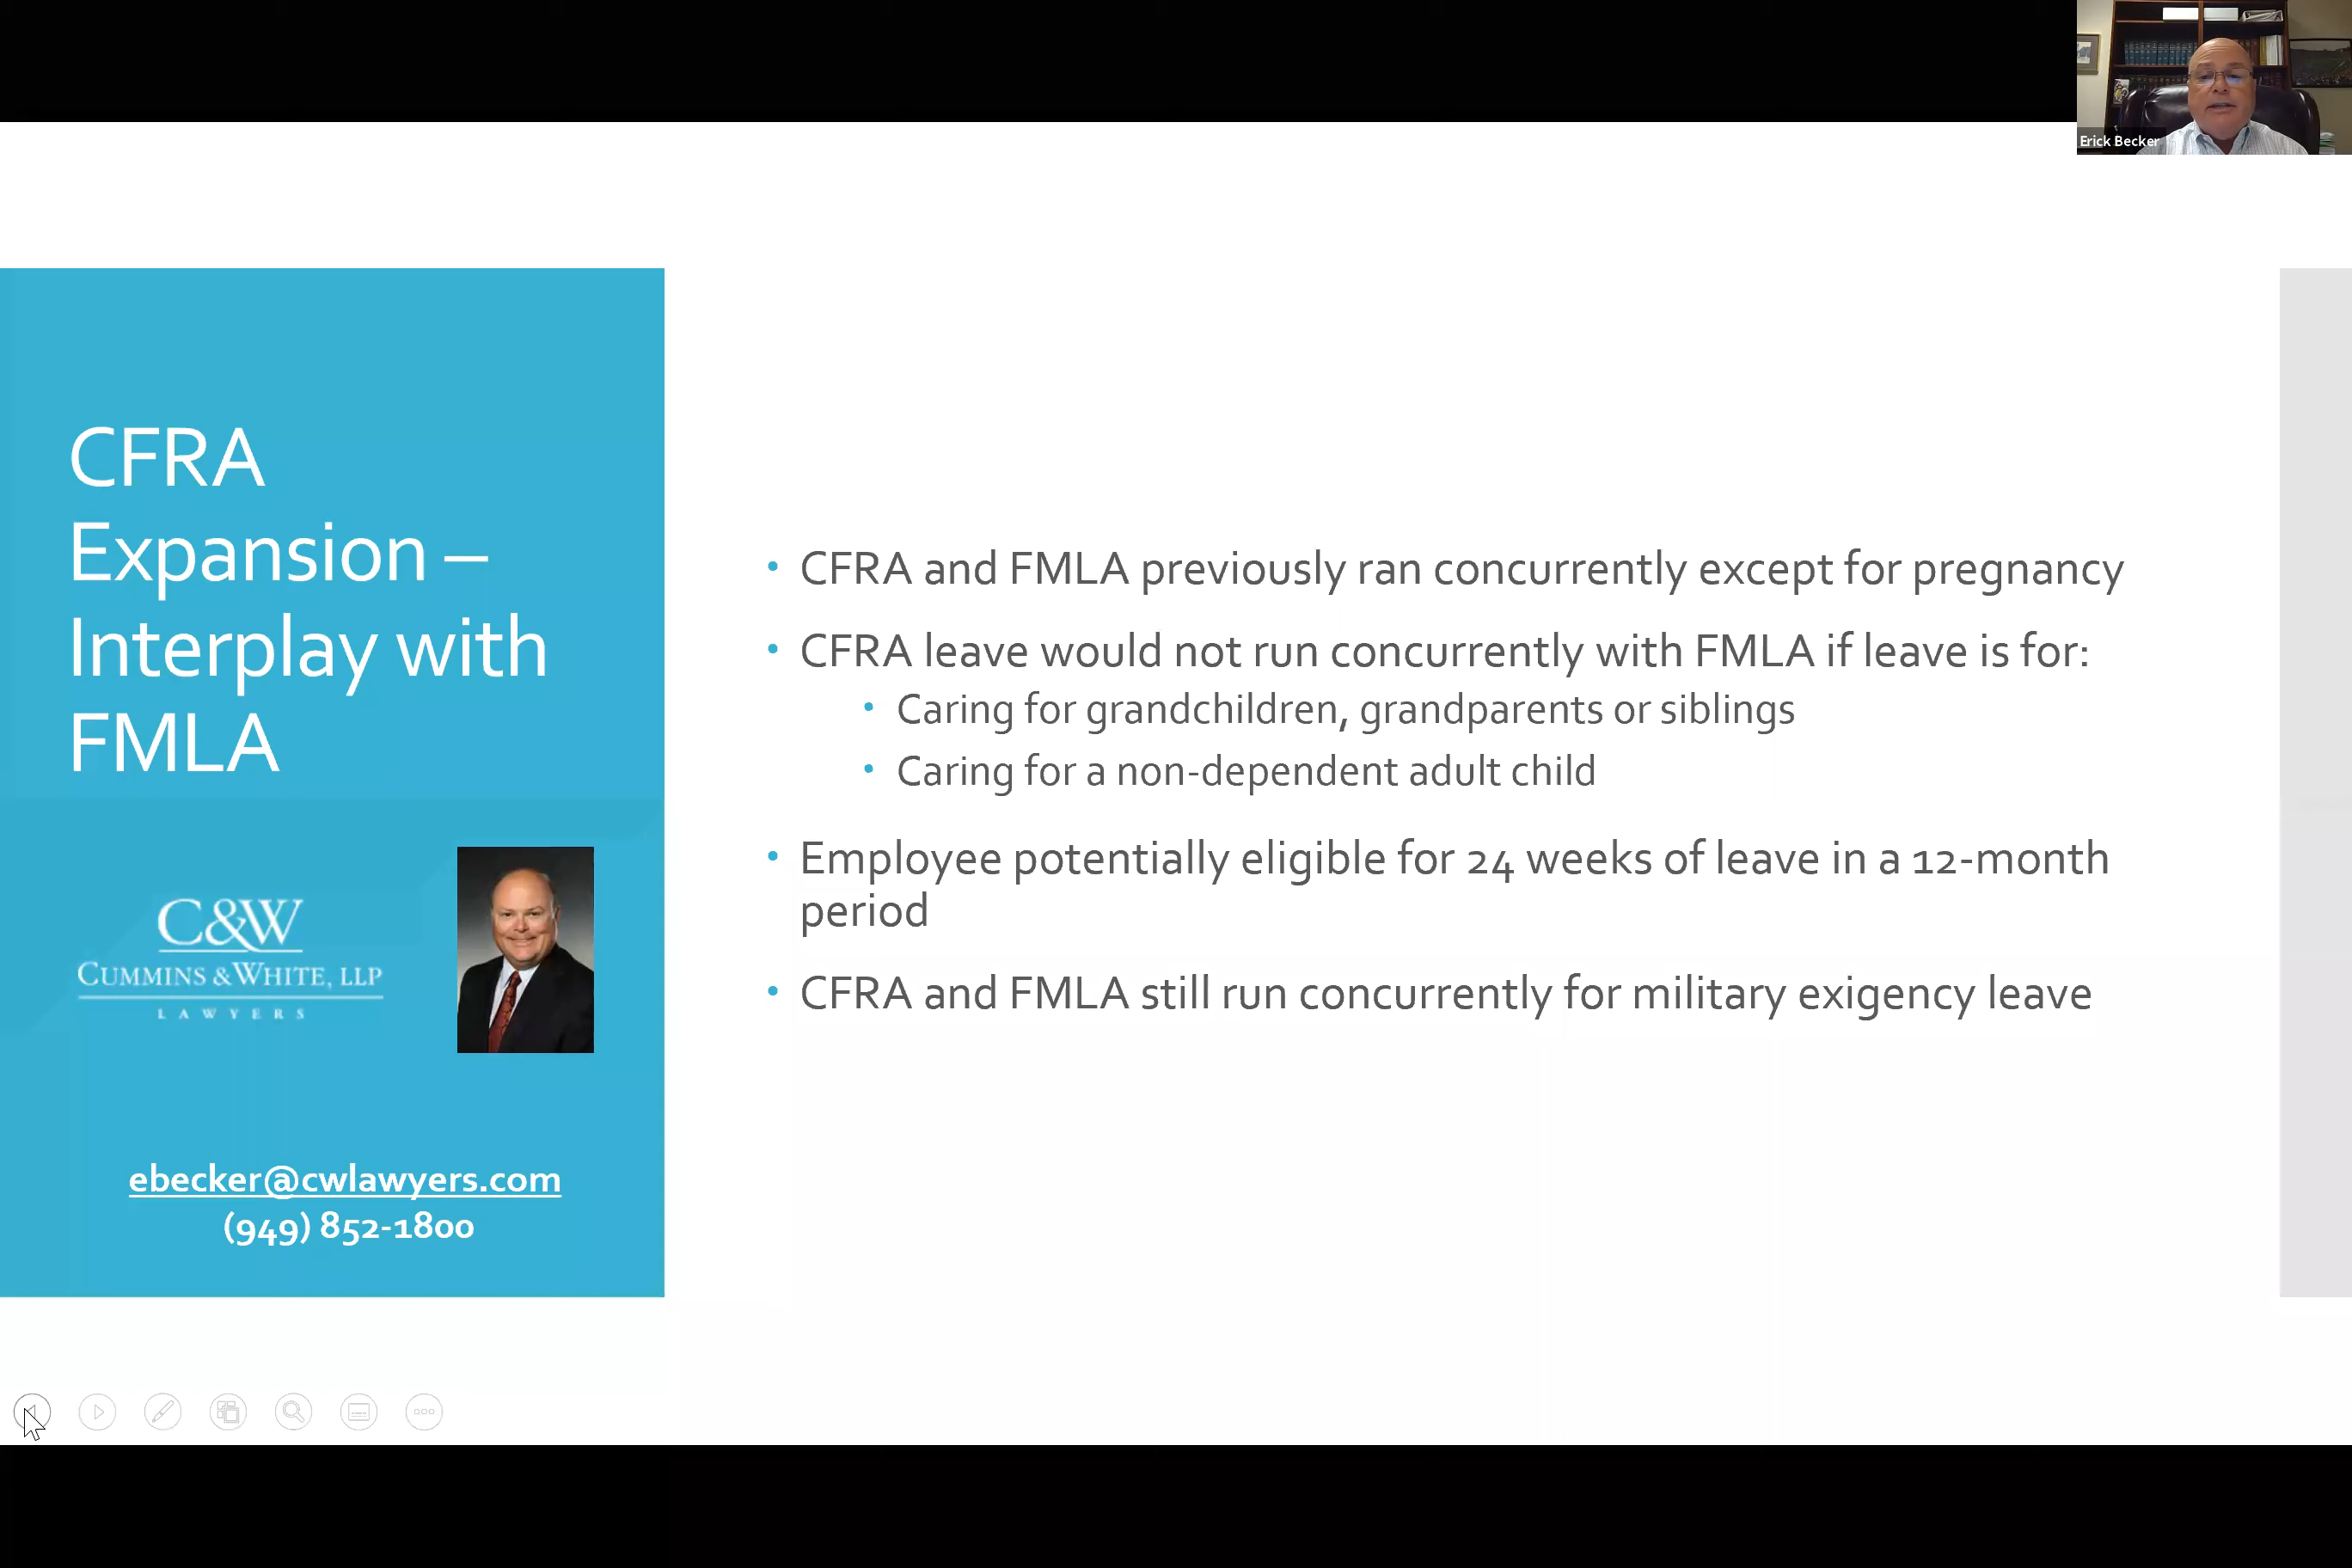 Erick Becker
CFRA
Expansion –
Interplay with
FMLA
C&W
CUMMINS & WHITE, LLP
LAWYERS
ebecker@cwlawyers.com
(949) 852-1800
• CFRA and FMLA previously ran concurrently except for pregnancy
• CFRA leave would not run concurrently with FMLA if leave is for:
• Caring for grandchildren, grandparents or siblings
• Caring for a non-dependent adult child
• Employee potentially eligible for 24 weeks of leave in a 12-month
period
• CFRA and FMLA still run concurrently for military exigency leave